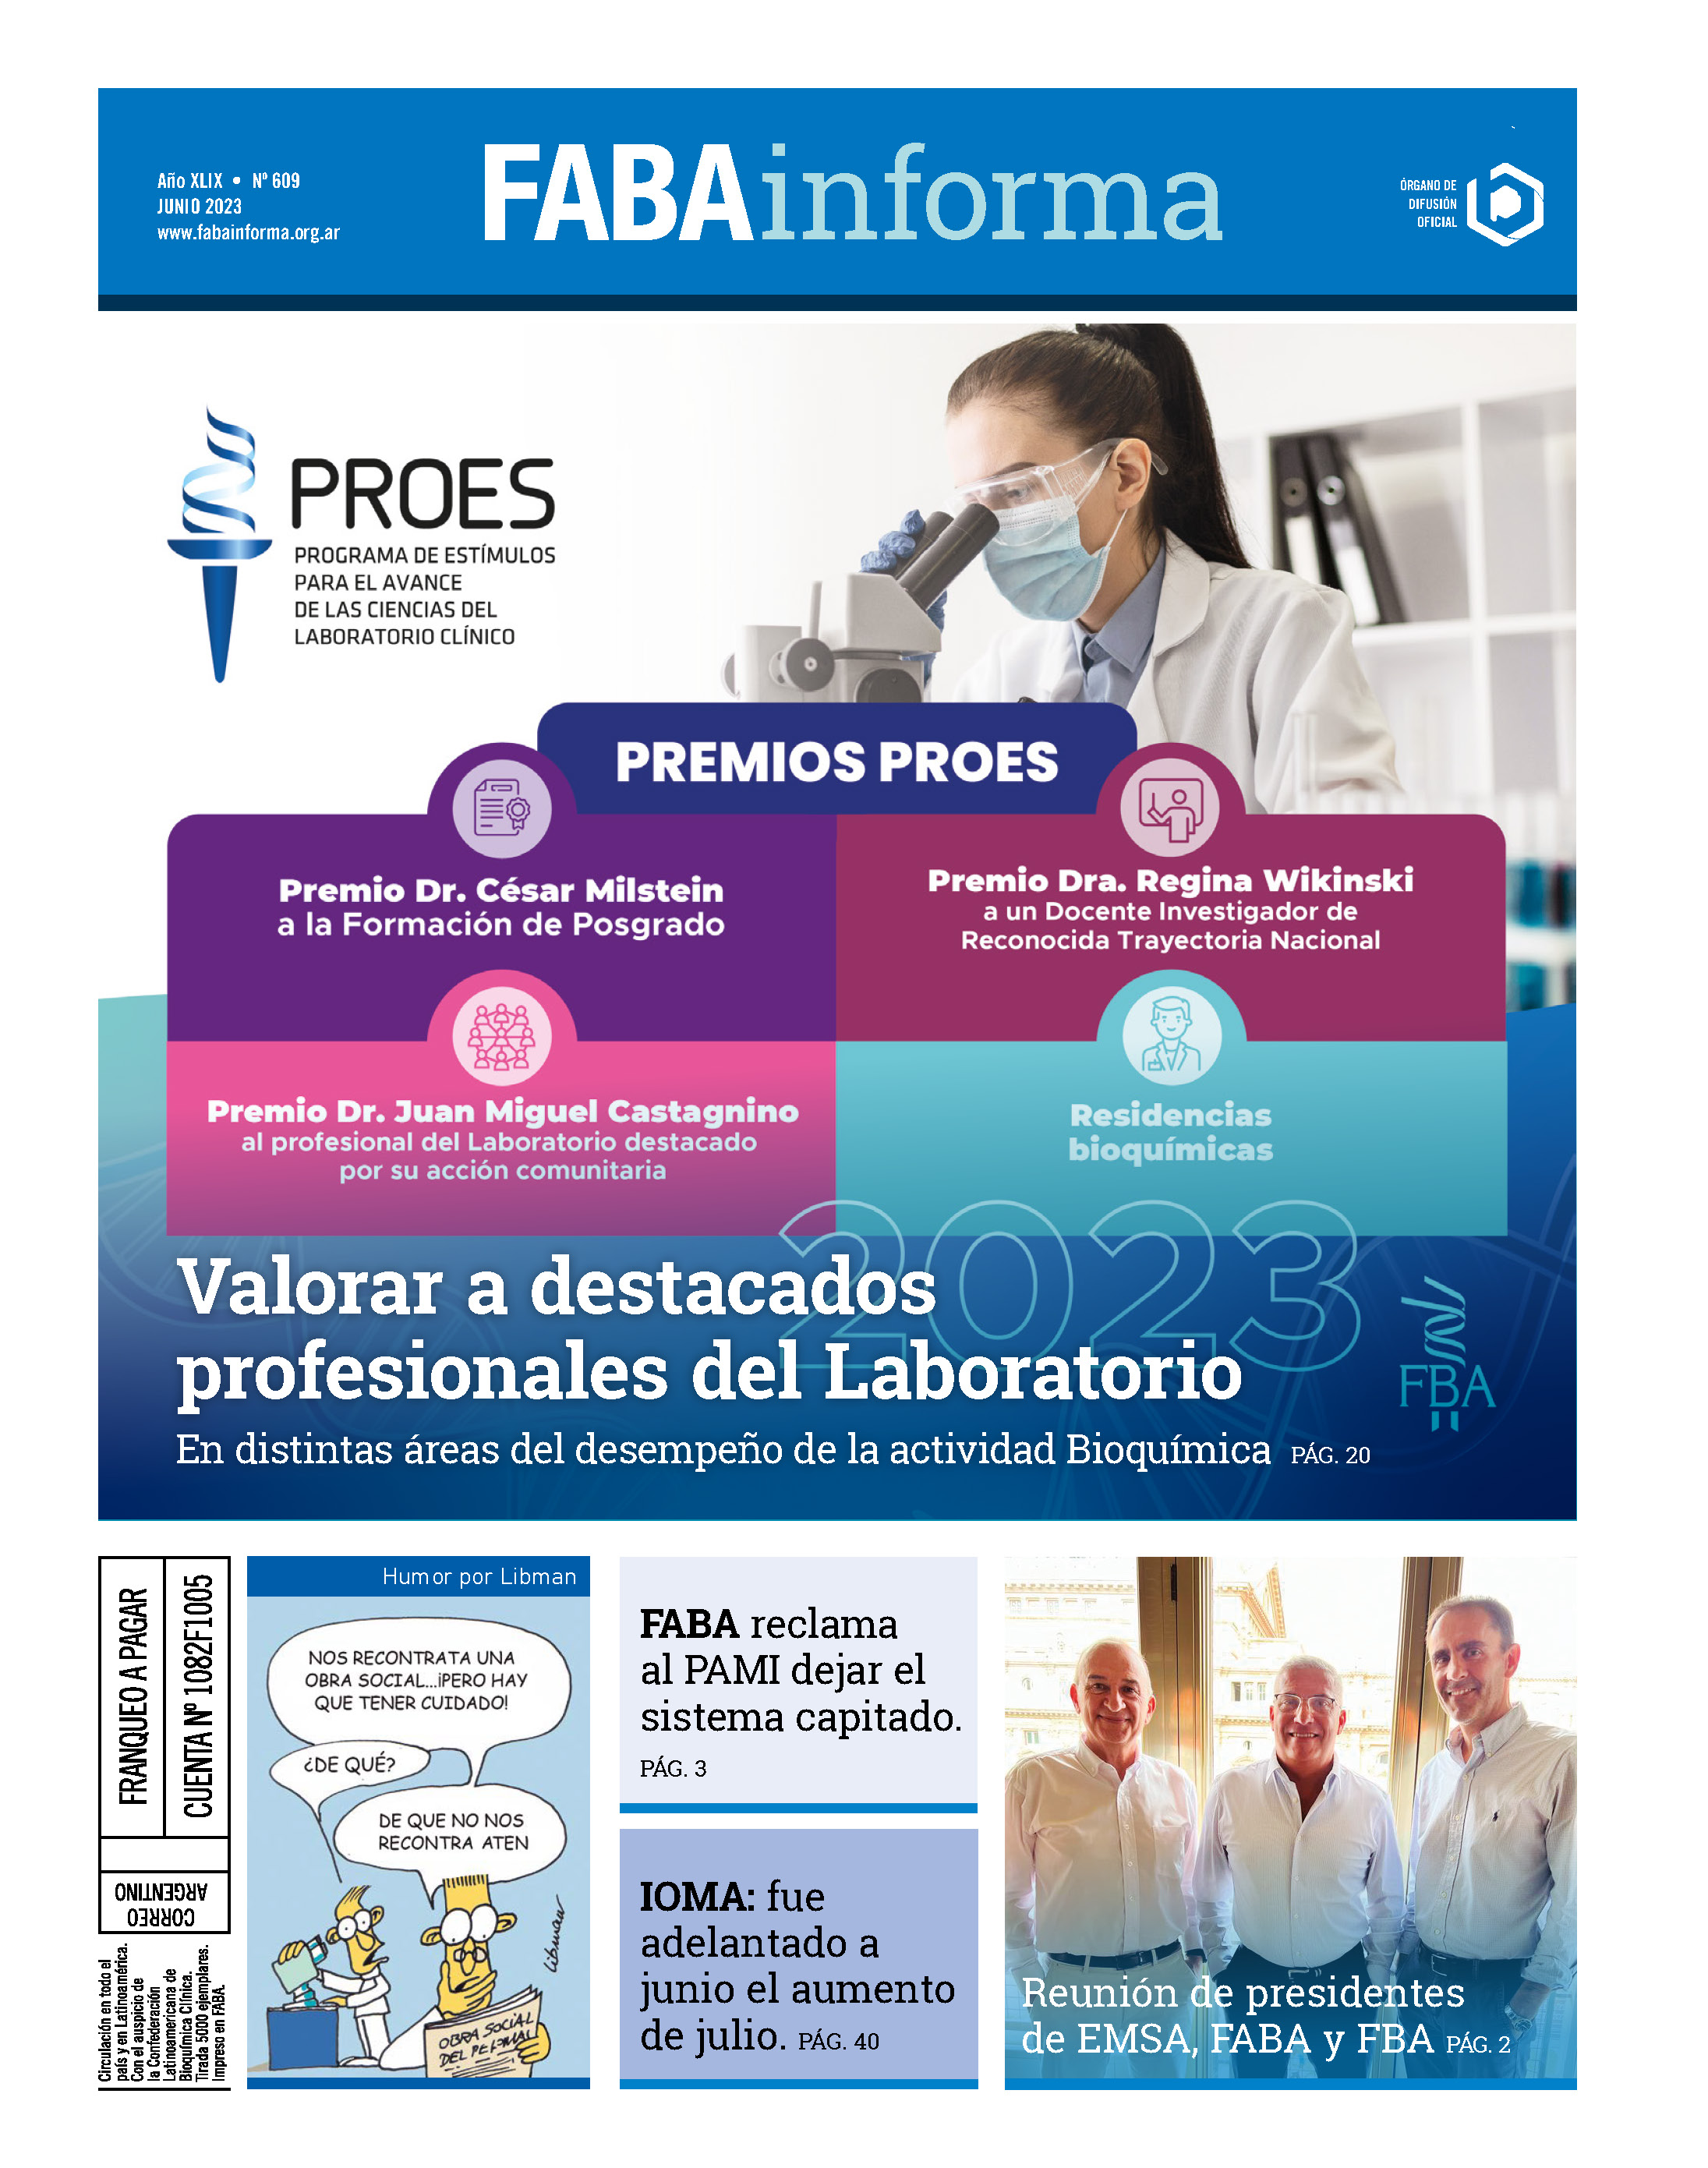 Año XLIX • Nº 609
JUNIO 2023
www.fabainforma.org.ar
FABAinforma
ÓRGANO DE
DIFUSIÓN
OFICIAL
PROES
PROGRAMA DE ESTÍMULOS
PARA EL AVANCE
DE LAS CIENCIAS DEL
LABORATORIO CLÍNICO
PREMIOS PROES
Premio Dr. César Milstein
a la Formación de Posgrado
Premio Dra. Regina Wikinski
a un Docente Investigador de
Reconocida Trayectoria Nacional
Premio Dr. Juan Miguel Castagnino
al profesional del Laboratorio destacado
por su acción comunitaria
Residencias
bioquímicas
2023
Valorar a destacados
profesionales del Laboratorio
En distintas áreas del desempeño de la actividad Bioquímica PÁG. 20
FBA
FRANQUEO A PAGAR
CUENTA Nº 1082F1005
CORREO
ARGENTINO
Circulación en todo el
país y en Latinoamérica.
Con el auspicio de
la Confederación
Latinoamericana de
Bioquímica Clínica.
Tirada 5000 ejemplares.
Impreso en FABA.
Humor por Libman
NOS RECONTRATA UNA
OBRA SOCIAL...¡PERO HAY
QUE TENER CUIDADO!
¿DE QUÉ?
DE QUE NO NOS
RECONTRA ATEN
Libman
OBRA SOCIAL
DEL PERSONAL
FABA reclama
al PAMI dejar el
sistema capitado.
PÁG. 3
IOMA: fue
adelantado a
junio el aumento
de julio. PÁG. 40
Reunión de presidentes
de EMSA, FABA y FBA PÁG. 2